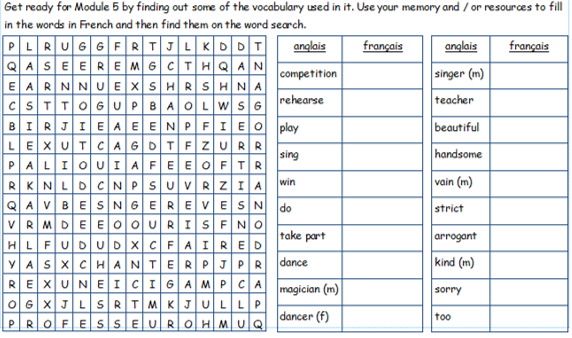 Get ready for Module 5 by finding out some of the vocabulary used in it. Use your memory and / or resources to fill
in the words in French and then find them on the word search.
P L R U G G F R T J L K D D T
Q A S E E R E M G C T H Q A N
E A R N N U E X S H R S H N A
C S T T O G U P B A O L W S G
B I R J I E A E E N P F I E O
L E X U T C A G D T F Z U R R
P A L I O U I A F E E O F T R
R K N L D C N P S U V R Z I A
Q A V B E S N G E R E V E S N
V R M D E E O O U R I S F N O
H L F U D U D X C F A I R E D
Y A S X C H A N T E R P J P R
R E X U N E I C I G A M P C A
O G X J L S R T M K J U L L P
P R O F E S S E U R O H M U Q
anglais français
competition
rehearse
play
sing
win
do
take part
dance
magician (m)
dancer (f)
anglais français
singer (m)
teacher
beautiful
handsome
vain (m)
strict
arrogant
kind (m)
sorry
too